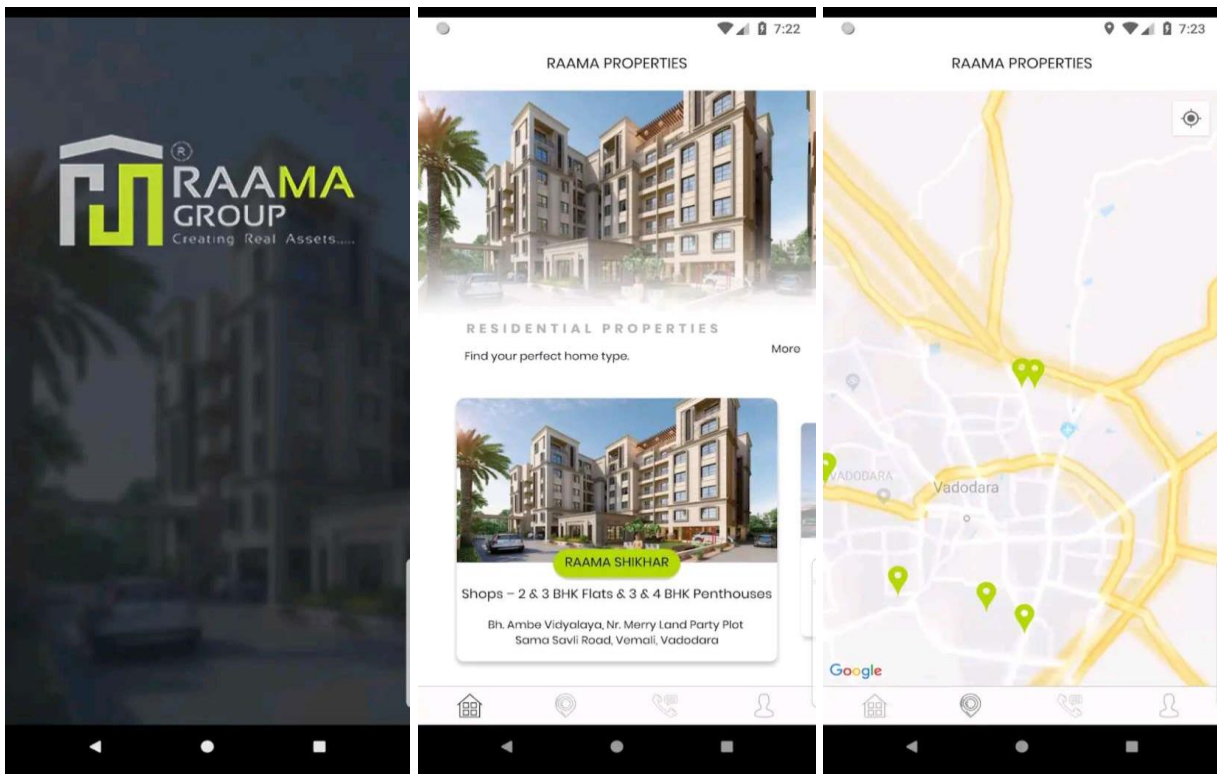 ®
RAAMA
GROUP
Creating Real Assets.....
7:22
RAAMA PROPERTIES
RESIDENTIAL PROPERTIES
Find your perfect home type.
More
RAAMA SHIKHAR
Shops – 2 & 3 BHK Flats & 3 & 4 BHK Penthouses
Bh. Ambe Vidyalaya, Nr. Merry Land Party Plot
Sama Savli Road, Vemali, Vadodara
7:23
RAAMA PROPERTIES
VADODARA
Vadodara
Google